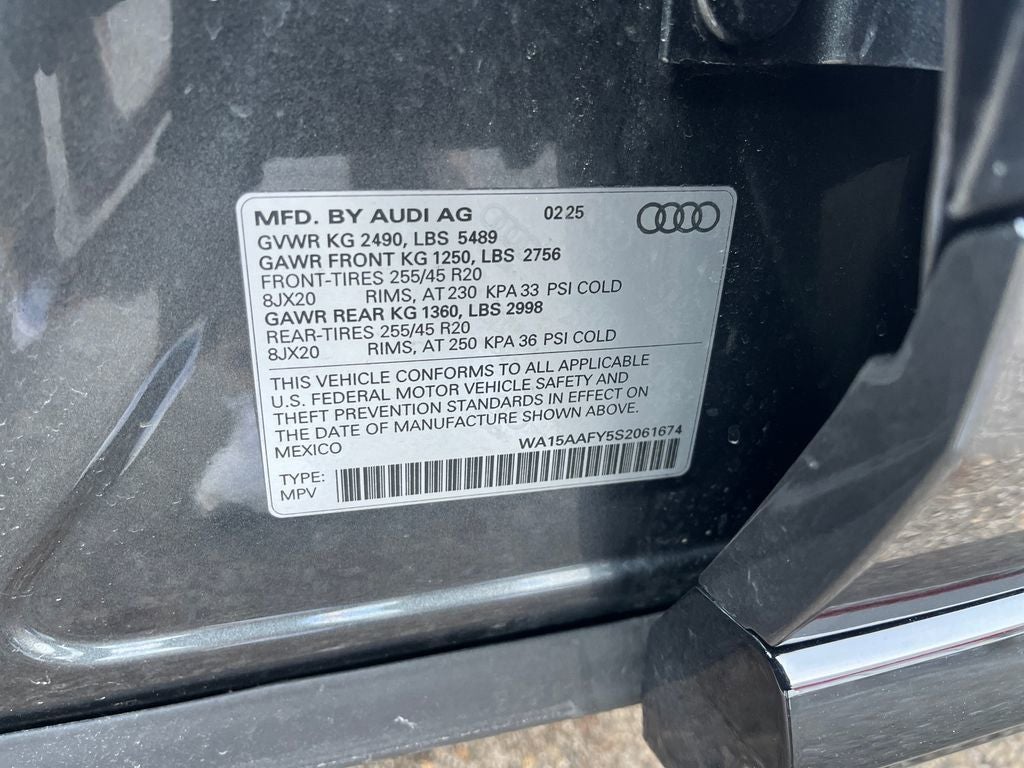 MFD. BY AUDI AG 02 25
GVWR KG 2490, LBS 5489
GAWR FRONT KG 1250, LBS 2756
FRONT-TIRES 255/45 R20
8JX20 RIMS, AT 230 KPA 33 PSI COLD
GAWR REAR KG 1360, LBS 2998
REAR-TIRES 255/45 R20
8JX20 RIMS, AT 250 KPA 36 PSI COLD
THIS VEHICLE CONFORMS TO ALL APPLICABLE
U.S. FEDERAL MOTOR VEHICLE SAFETY AND
THEFT PREVENTION STANDARDS IN EFFECT ON
THE DATE OF MANUFACTURE SHOWN ABOVE.
MEXICO WA15AAFY5S2061674
TYPE:
MPV